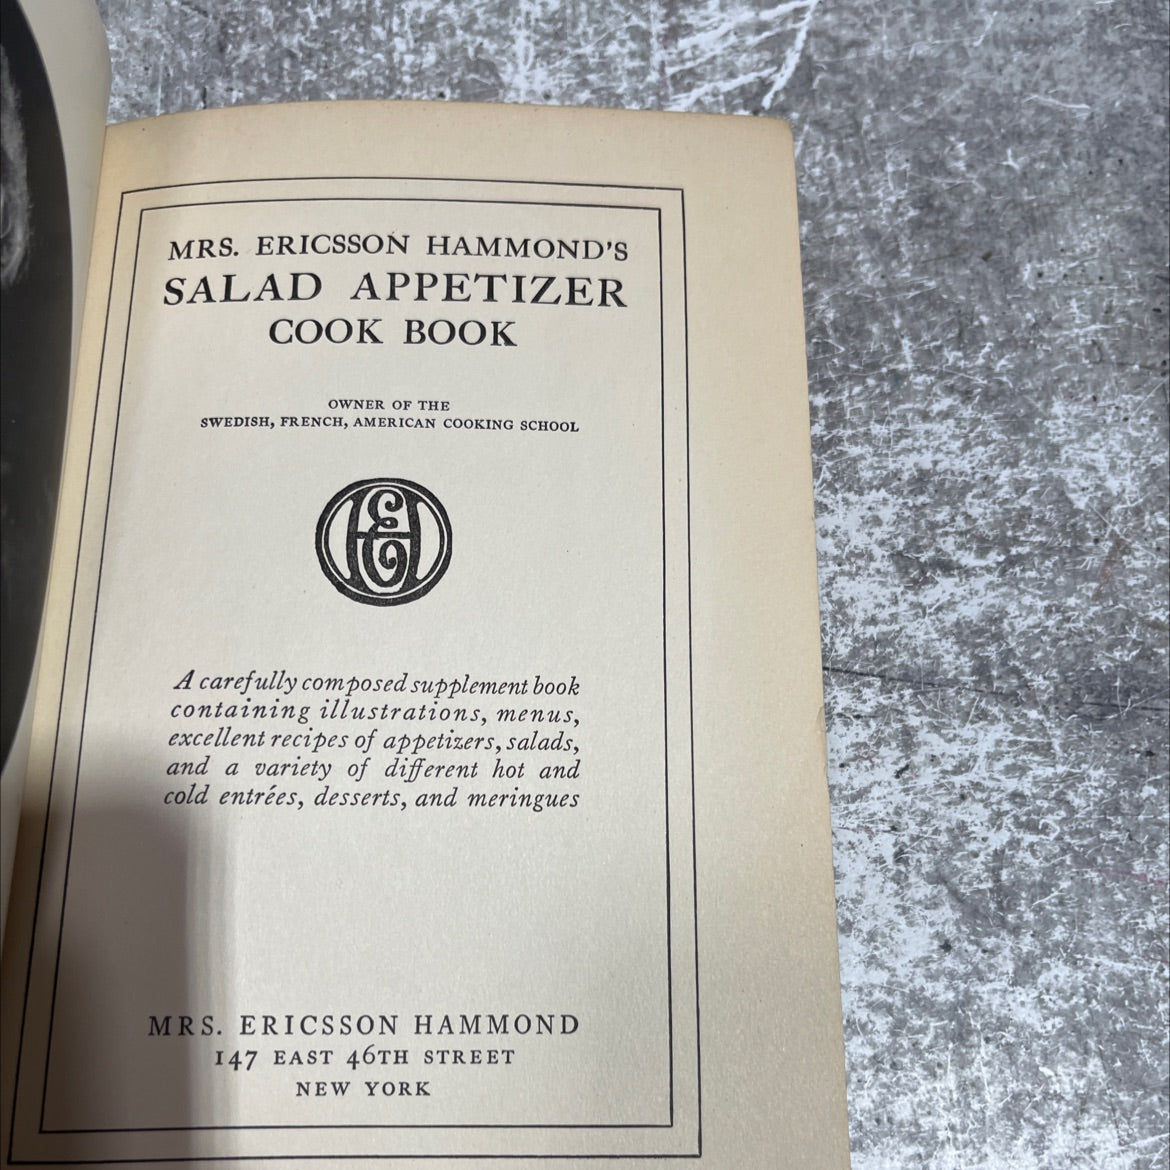 MRS. ERICSSON HAMMOND'S
SALAD APPETIZER
COOK BOOK
OWNER OF THE
SWEDISH, FRENCH, AMERICAN COOKING SCHOOL
HE
A carefully composed supplement book
containing illustrations, menus,
excellent recipes of appetizers, salads,
and a variety of different hot and
cold entrées, desserts, and meringues
MRS. ERICSSON HAMMOND
147 EAST 46TH STREET
NEW YORK